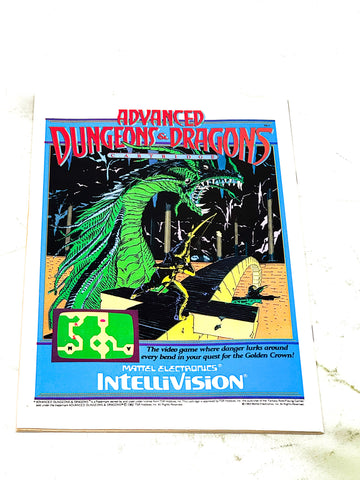 ADVANCED
DUNGEONS & DRAGONS
CARTRIDGE
The video game where danger lurks around
every bend in your quest for the Golden Crown!
MATTEL ELECTRONICS®
INTELLIVISION®